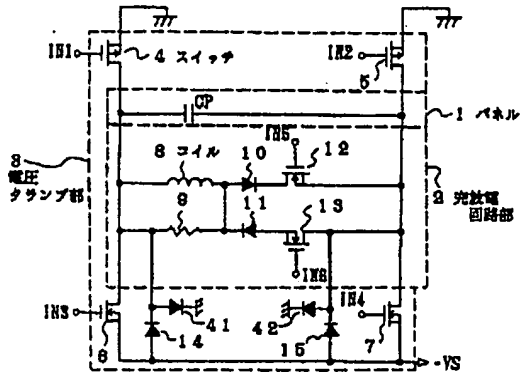 IN1
4 スイッチ
IN2
5
CP
1 パネル
IN5
3
電圧
クランプ部
8 コイル
10
12
2 充放電
回路部
9
11
13
IN6
IN3
41
42
IN4
6
14
15
7
-VS